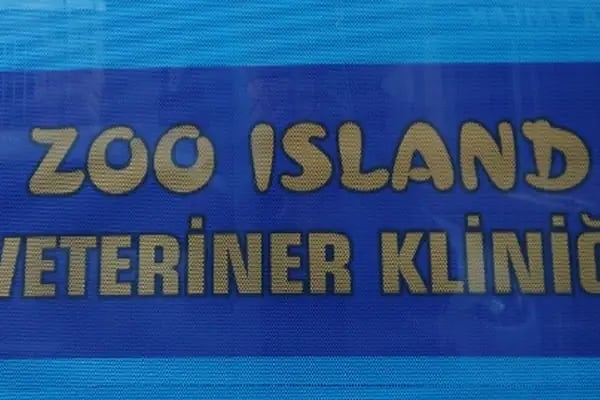 ZOO ISLAND
VETERİNER KLİNİĞ